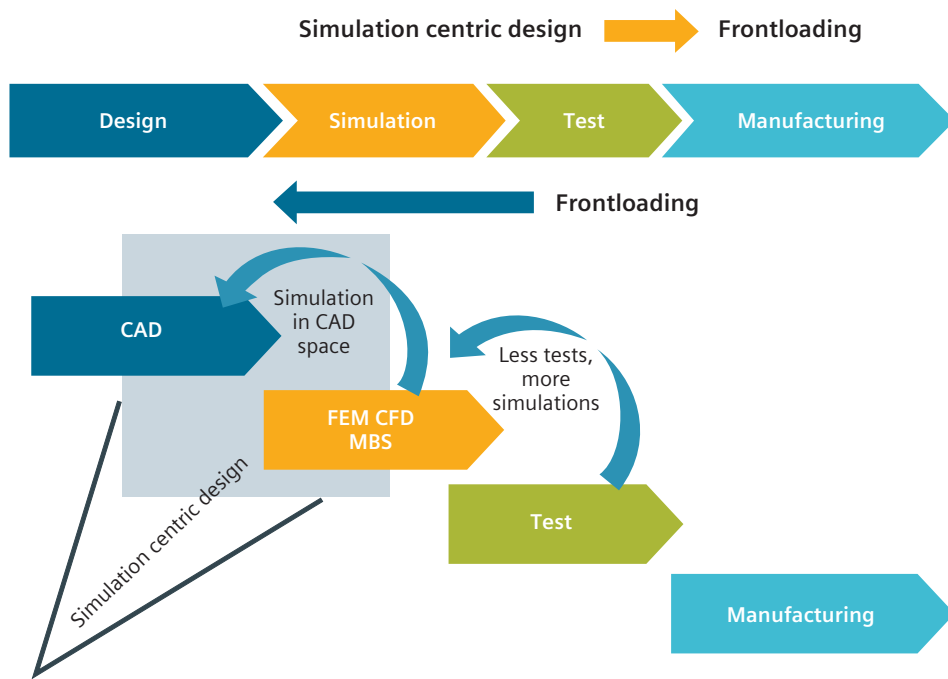 Simulation centric design
Frontloading
Design
Simulation
Test
Manufacturing
Frontloading
CAD
Simulation
in CAD
space
Less tests,
more
simulations
FEM CFD
MBS
Simulation centric design
Test
Manufacturing